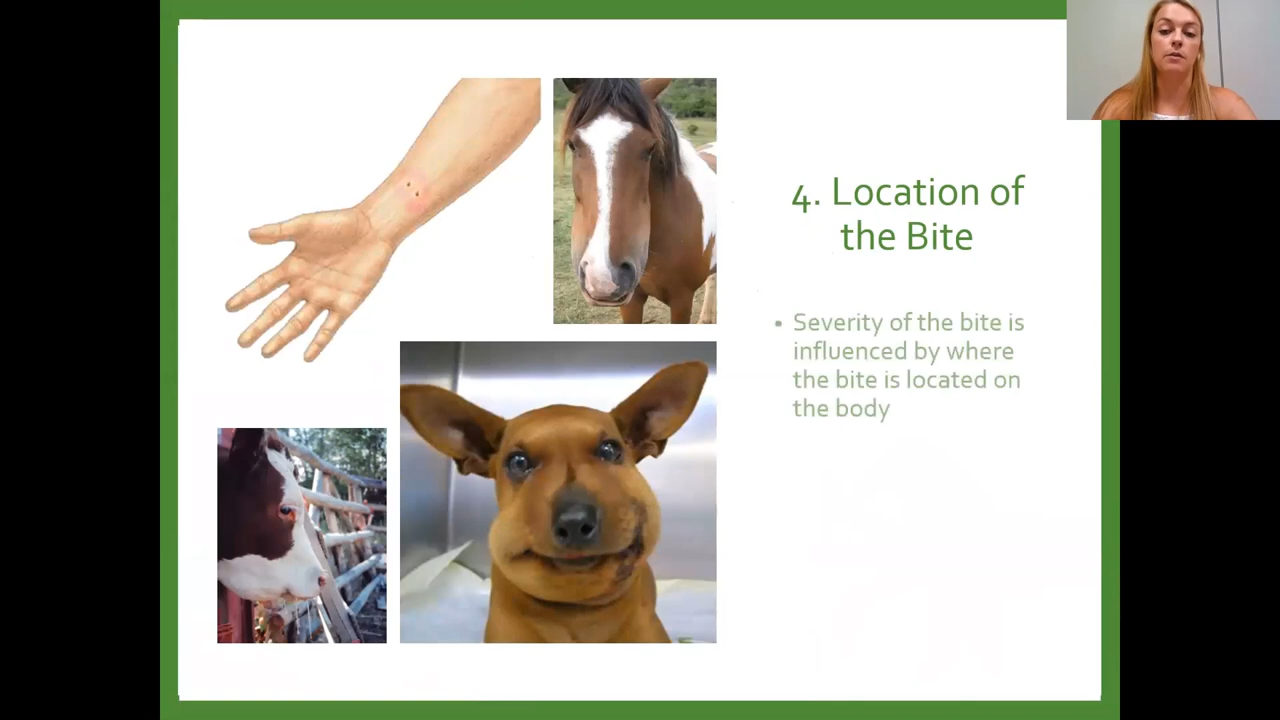 4. Location of
the Bite
• Severity of the bite is
influenced by where
the bite is located on
the body